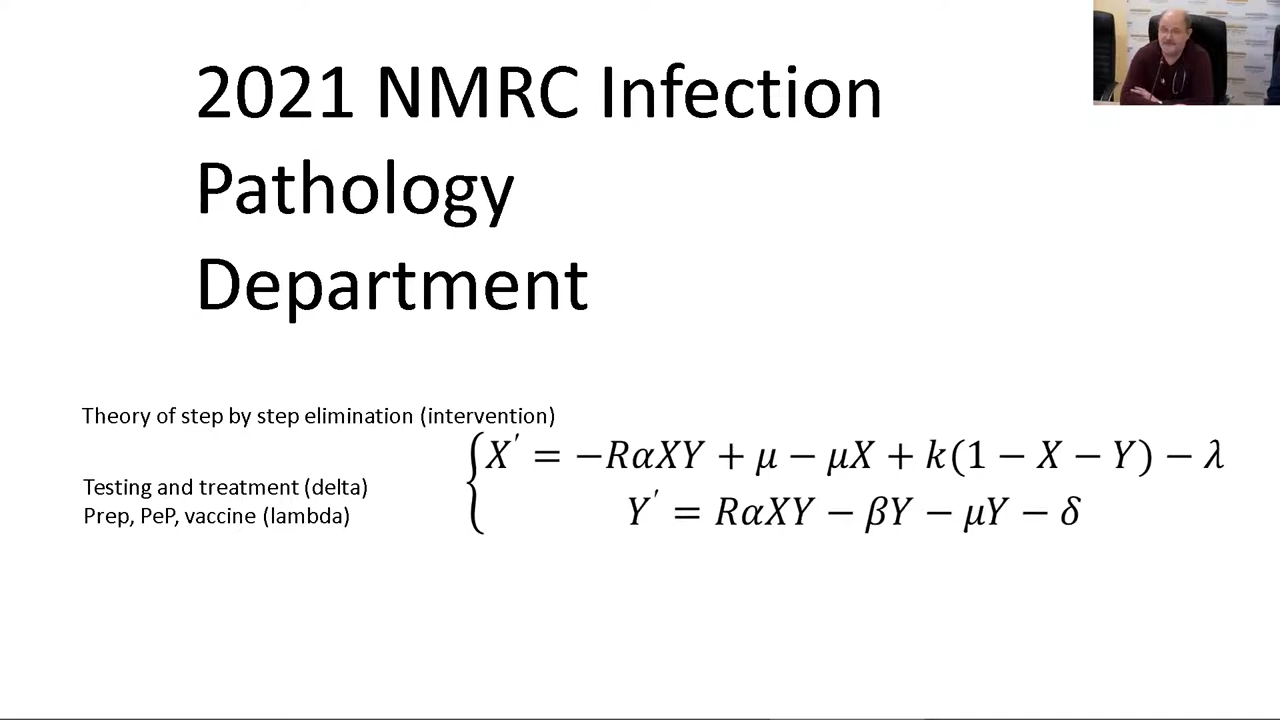 2021 NMRC Infection
Pathology
Department
Theory of step by step elimination (intervention)
X′ = −RαXY + μ − μX + k(1 − X − Y) − λ
Testing and treatment (delta)
Prep, PeP, vaccine (lambda)
Y′ = RαXY − βY − μY − δ